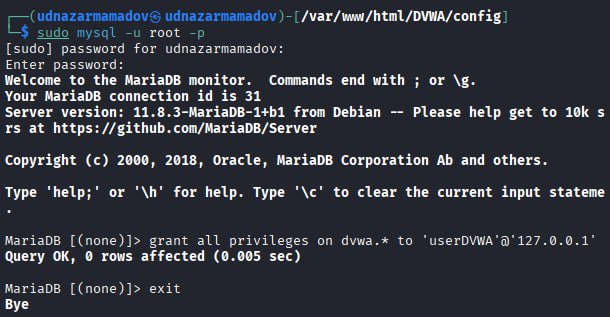 ┌──(udnazarmamadov㉿ udnazarmamadov)-[/var/www/html/DVWA/config]
└─$ sudo mysql -u root -p
[sudo] password for udnazarmamadov:
Enter password:
Welcome to the MariaDB monitor.  Commands end with ; or \g.
Your MariaDB connection id is 31
Server version: 11.8.3-MariaDB-1+b1 from Debian -- Please help get to 10k s
rs at https://github.com/MariaDB/Server
Copyright (c) 2000, 2018, Oracle, MariaDB Corporation Ab and others.
Type 'help;' or '\h' for help. Type '\c' to clear the current input stateme
.
MariaDB [(none)]> grant all privileges on dvwa.* to 'userDVWA'@'127.0.0.1'
Query OK, 0 rows affected (0.005 sec)
MariaDB [(none)]> exit
Bye